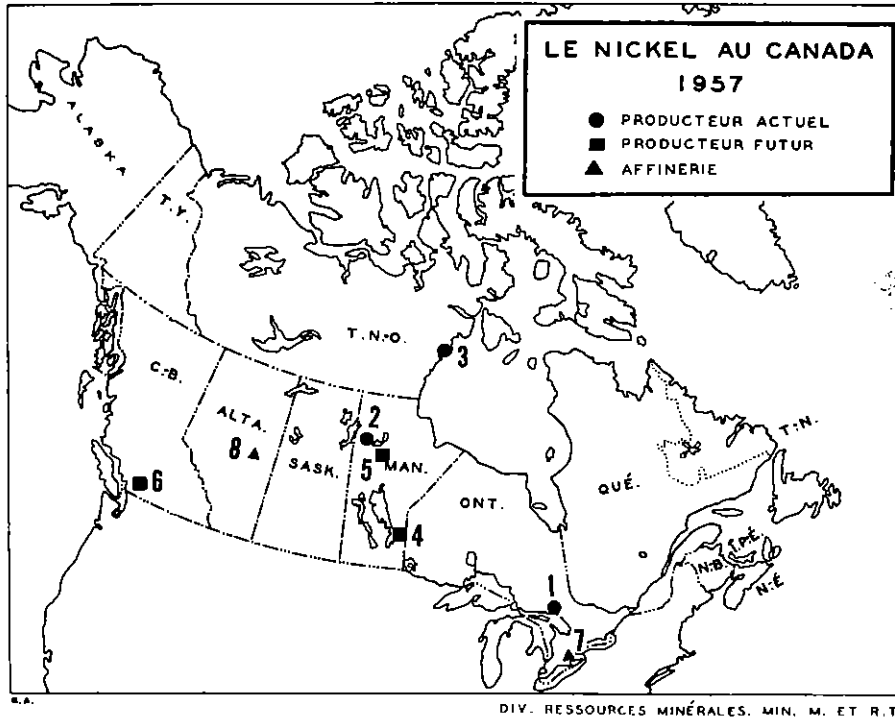 LE NICKEL AU CANADA
1957
PRODUCTEUR ACTUEL
PRODUCTEUR FUTUR
AFFINERIE
ALASKA
T.Y.
T.N.-O.
3
C.-B.
ALTA.
8
SASK.
2
5
MAN.
6
4
ONT.
QUÉ.
T.-N.
N.-B.
I.P.-É.
N.-É.
1
7
DIV. RESSOURCES MINÉRALES, MIN. M. ET R.T.